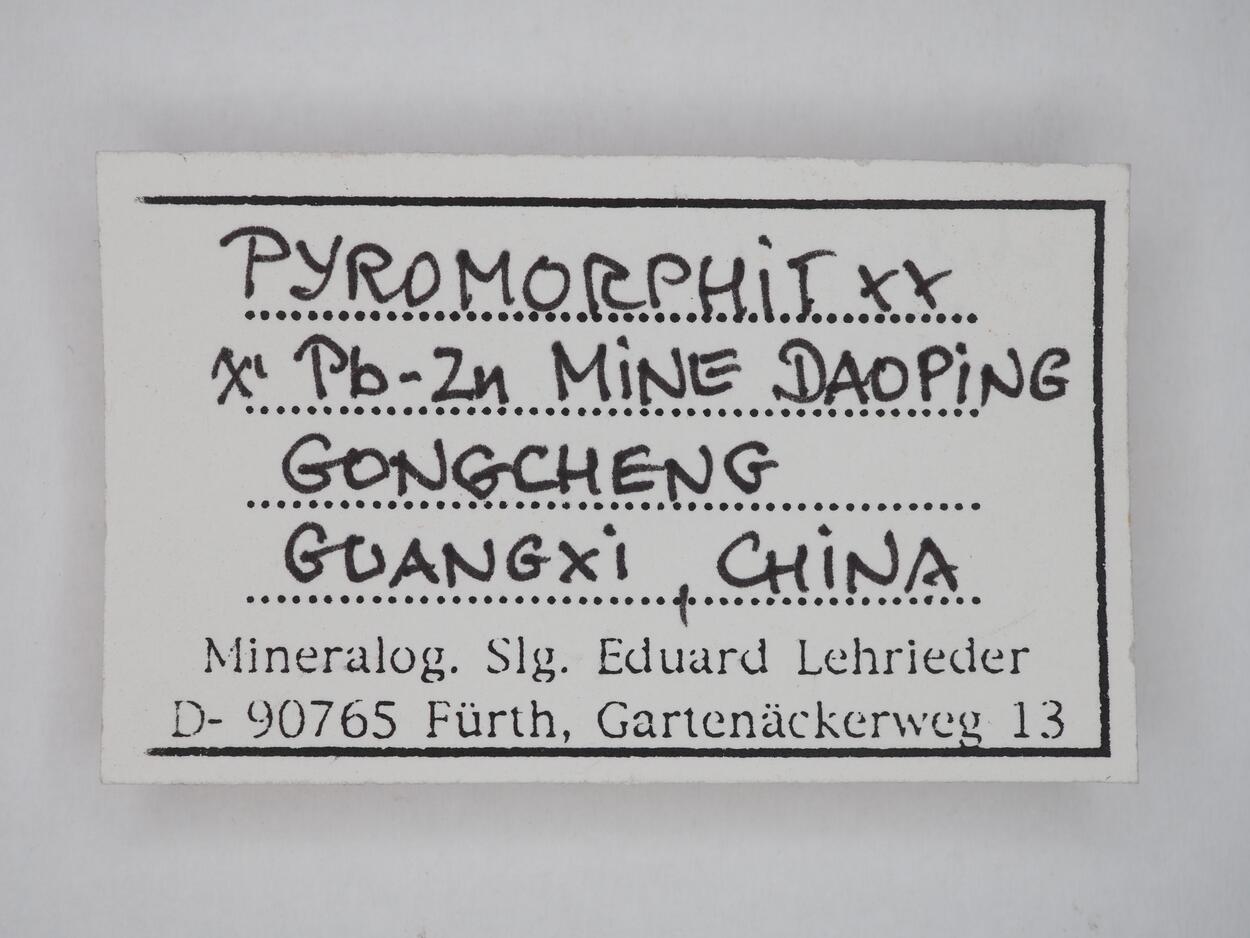 PYROMORPHiT xx
x" Pb-Zn MiNE DAOPiNG
GONGCHENG
GUANGXi, CHiNA
Mineralog. Slg. Eduard Lehrieder
D- 90765 Fürth, Gartenäckerweg 13